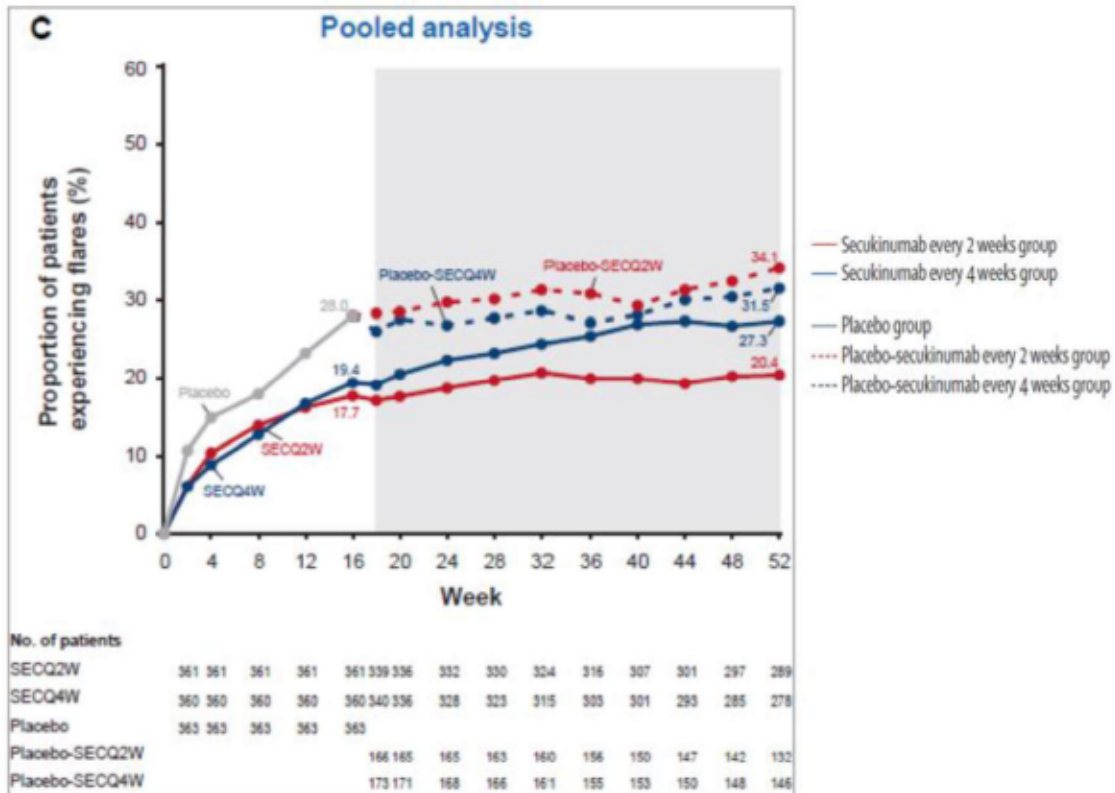 C
Pooled analysis
Proportion of patients
experiencing flares (%)
60
50
40
30
20
10
0
Placebo
28.0
19.4
17.7
SECQ2W
SECQ4W
Placebo-SECQ4W
Placebo-SECQ2W
34.1
31.5
27.3
20.4
0 4 8 12 16 20 24 28 32 36 40 44 48 52
Week
Secukinumab every 2 weeks group
Secukinumab every 4 weeks group
Placebo group
Placebo-secukinumab every 2 weeks group
Placebo-secukinumab every 4 weeks group
No. of patients
SECQ2W 361 361 361 361 361 339 336 332 330 324 316 307 301 297 289
SECQ4W 360 360 360 360 360 340 336 328 323 315 303 301 293 285 278
Placebo 363 363 363 363 363
Placebo-SECQ2W 166 165 165 163 160 156 150 147 142 132
Placebo-SECQ4W 173 171 168 166 161 155 153 150 148 146